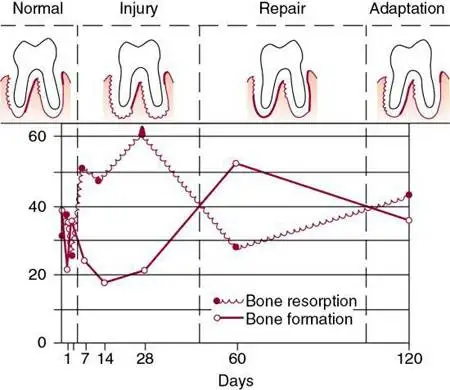 Normal Injury Repair Adaptation
60
40
20
0
Bone resorption
Bone formation
1 7 14 28 60 120
Days